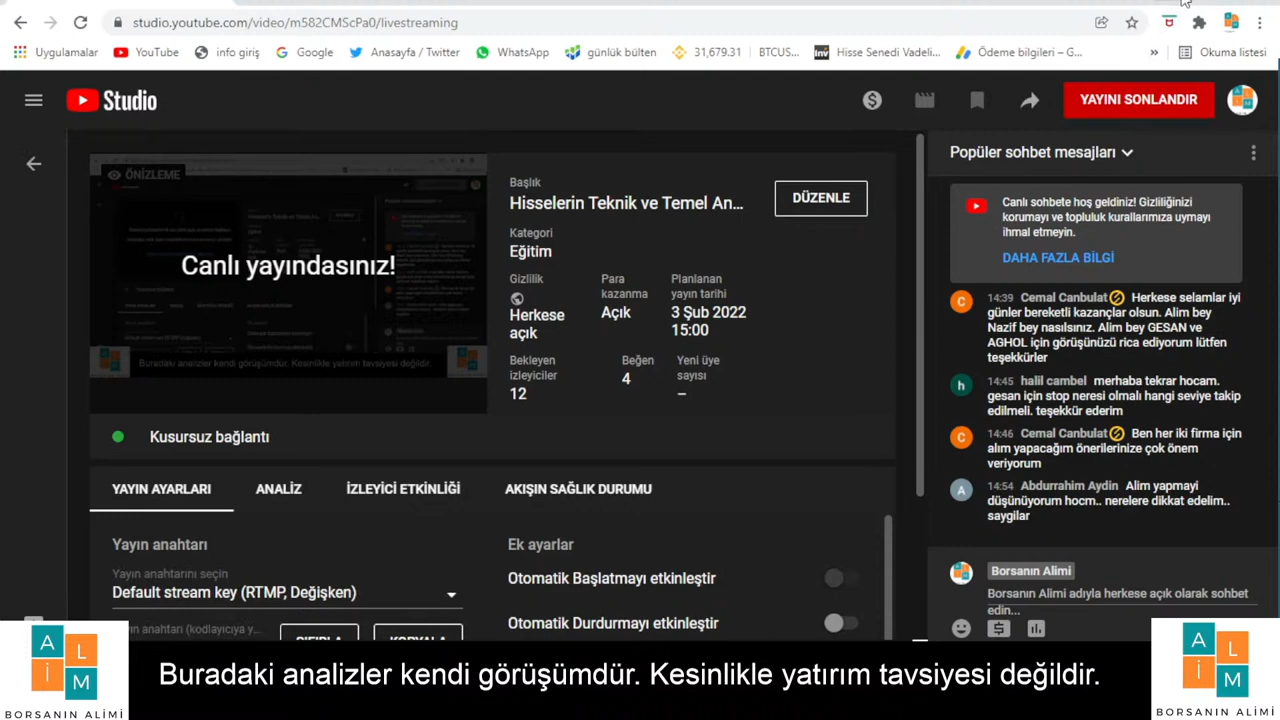 studio.youtube.com/video/m582CMScPa0/livestreaming
Uygulamalar YouTube info giriş Google Anasayfa / Twitter WhatsApp günlük bülten 31,679.31 | BTCUS... Hisse Senedi Vadeli... Ödeme bilgileri – G... » Okuma listesi
Studio
YAYINI SONLANDIR
ÖNİZLEME
Canlı yayındasınız!
Buradaki analizler kendi görüşümdür. Kesinlikle yatırım tavsiyesi değildir.
Başlık
Hisselerin Teknik ve Temel An...
DÜZENLE
Kategori
Eğitim
Gizlilik
Herkese
açık
Para
kazanma
Açık
Planlanan
yayın tarihi
3 Şub 2022
15:00
Bekleyen
izleyiciler
12
Beğen
4
Yeni üye
sayısı
–
Kusursuz bağlantı
YAYIN AYARLARI ANALİZ İZLEYİCİ ETKİNLİĞİ AKIŞIN SAĞLIK DURUMU
Yayın anahtarı
Yayın anahtarını seçin
Default stream key (RTMP, Değişken)
Yayın anahtarı (kodlayıcıya y...
SIFIRLA
KOPYALA
Ek ayarlar
Otomatik Başlatmayı etkinleştir
Otomatik Durdurmayı etkinleştir
Popüler sohbet mesajları
Canlı sohbete hoş geldiniz! Gizliliğinizi
korumayı ve topluluk kurallarımıza uymayı
ihmal etmeyin.
DAHA FAZLA BİLGİ
C
14:39 Cemal Canbulat Herkese selamlar iyi
günler bereketli kazançlar olsun. Alim bey
Nazif bey nasılsınız. Alim bey GESAN ve
AGHOL için görüşünüzü rica ediyorum lütfen
teşekkürler
h
14:45 halil cambel merhaba tekrar hocam.
gesan için stop neresi olmalı hangi seviye takip
edilmeli. teşekkür ederim
C
14:46 Cemal Canbulat Ben her iki firma için
alım yapacağım önerilerinize çok önem
veriyorum
A
14:54 Abdurrahim Aydin Alim yapmayi
düşünüyorum hocm.. nerelere dikkat edelim..
saygilar
Borsanın Alimi
Borsanın Alimi adıyla herkese açık olarak sohbet
edin...
A
L
İ
M
BORSANIN ALİMİ
Buradaki analizler kendi görüşümdür. Kesinlikle yatırım tavsiyesi değildir.
A
L
İ
M
BORSANIN ALİMİ